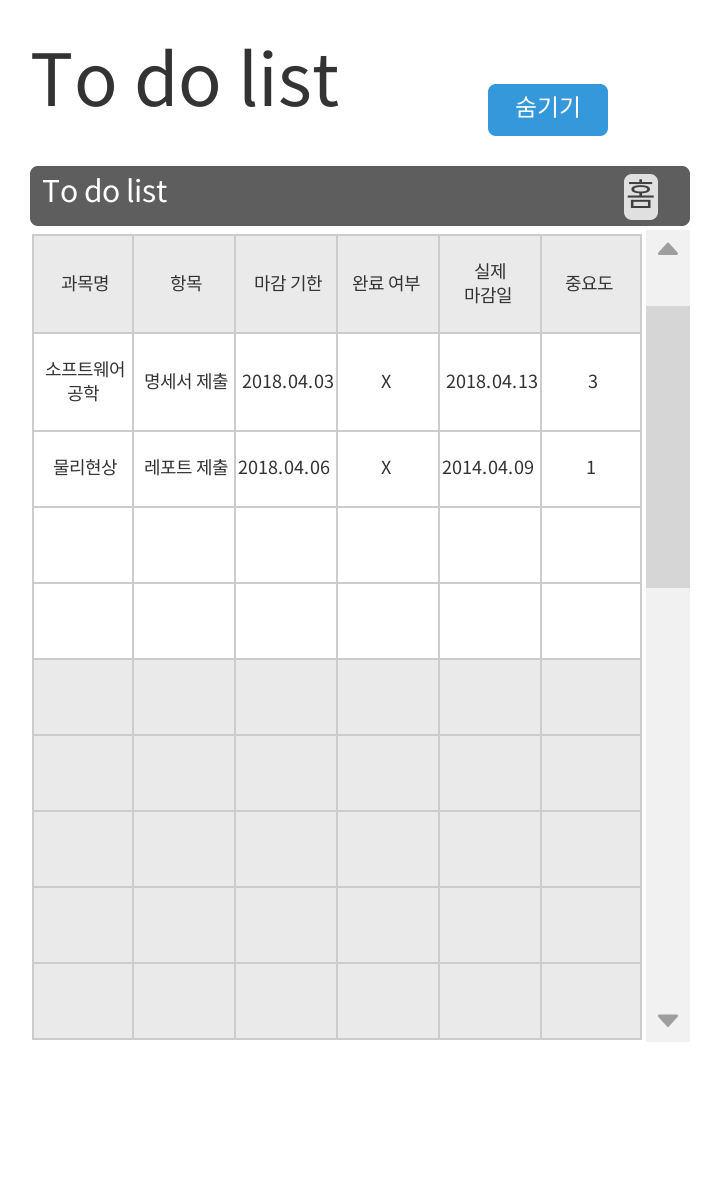 To do list
숨기기
To do list
홈
과목명
항목
마감 기한
완료 여부
실제
마감일
중요도
소프트웨어
공학
명세서 제출
2018.04.03
X
2018.04.13
3
물리현상
레포트 제출
2018.04.06
X
2014.04.09
1